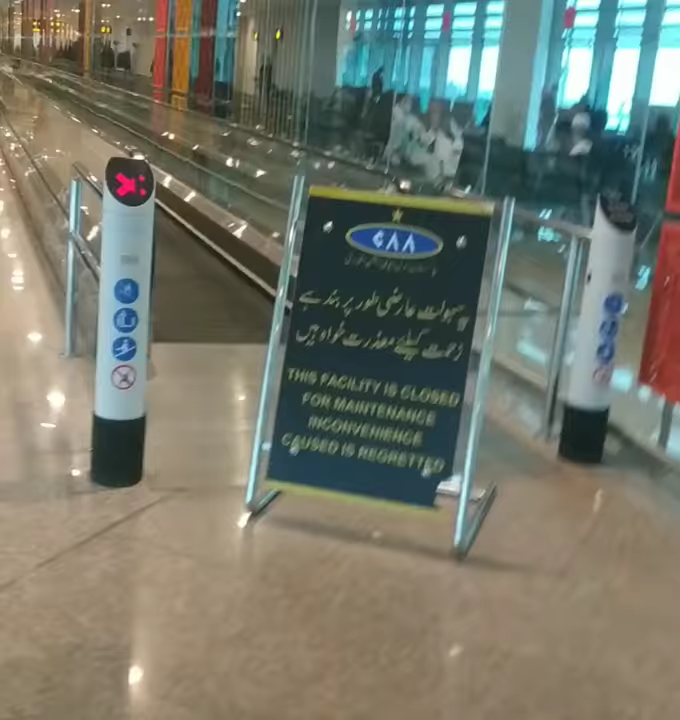 CAA
یہ سہولت عارضی طور پر بند ہے
زحمت کیلئے معذرت خواہ ہیں
THIS FACILITY IS CLOSED
FOR MAINTENANCE
INCONVENIENCE
CAUSED IS REGRETTED